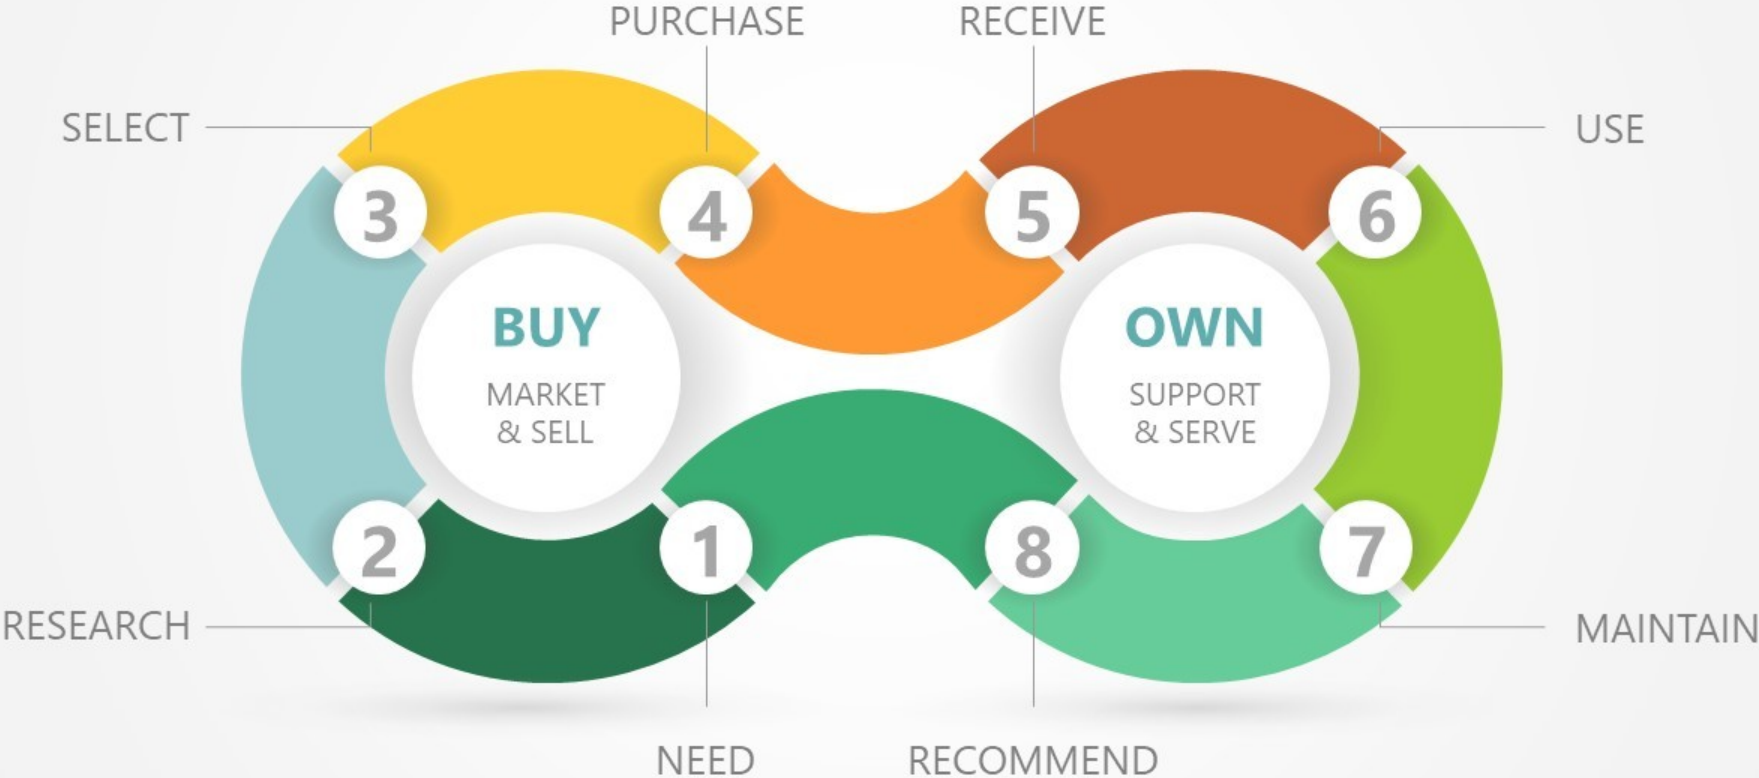 PURCHASE
RECEIVE
SELECT
USE
3
4
5
6
BUY
MARKET
& SELL
OWN
SUPPORT
& SERVE
2
1
8
7
RESEARCH
MAINTAIN
NEED
RECOMMEND